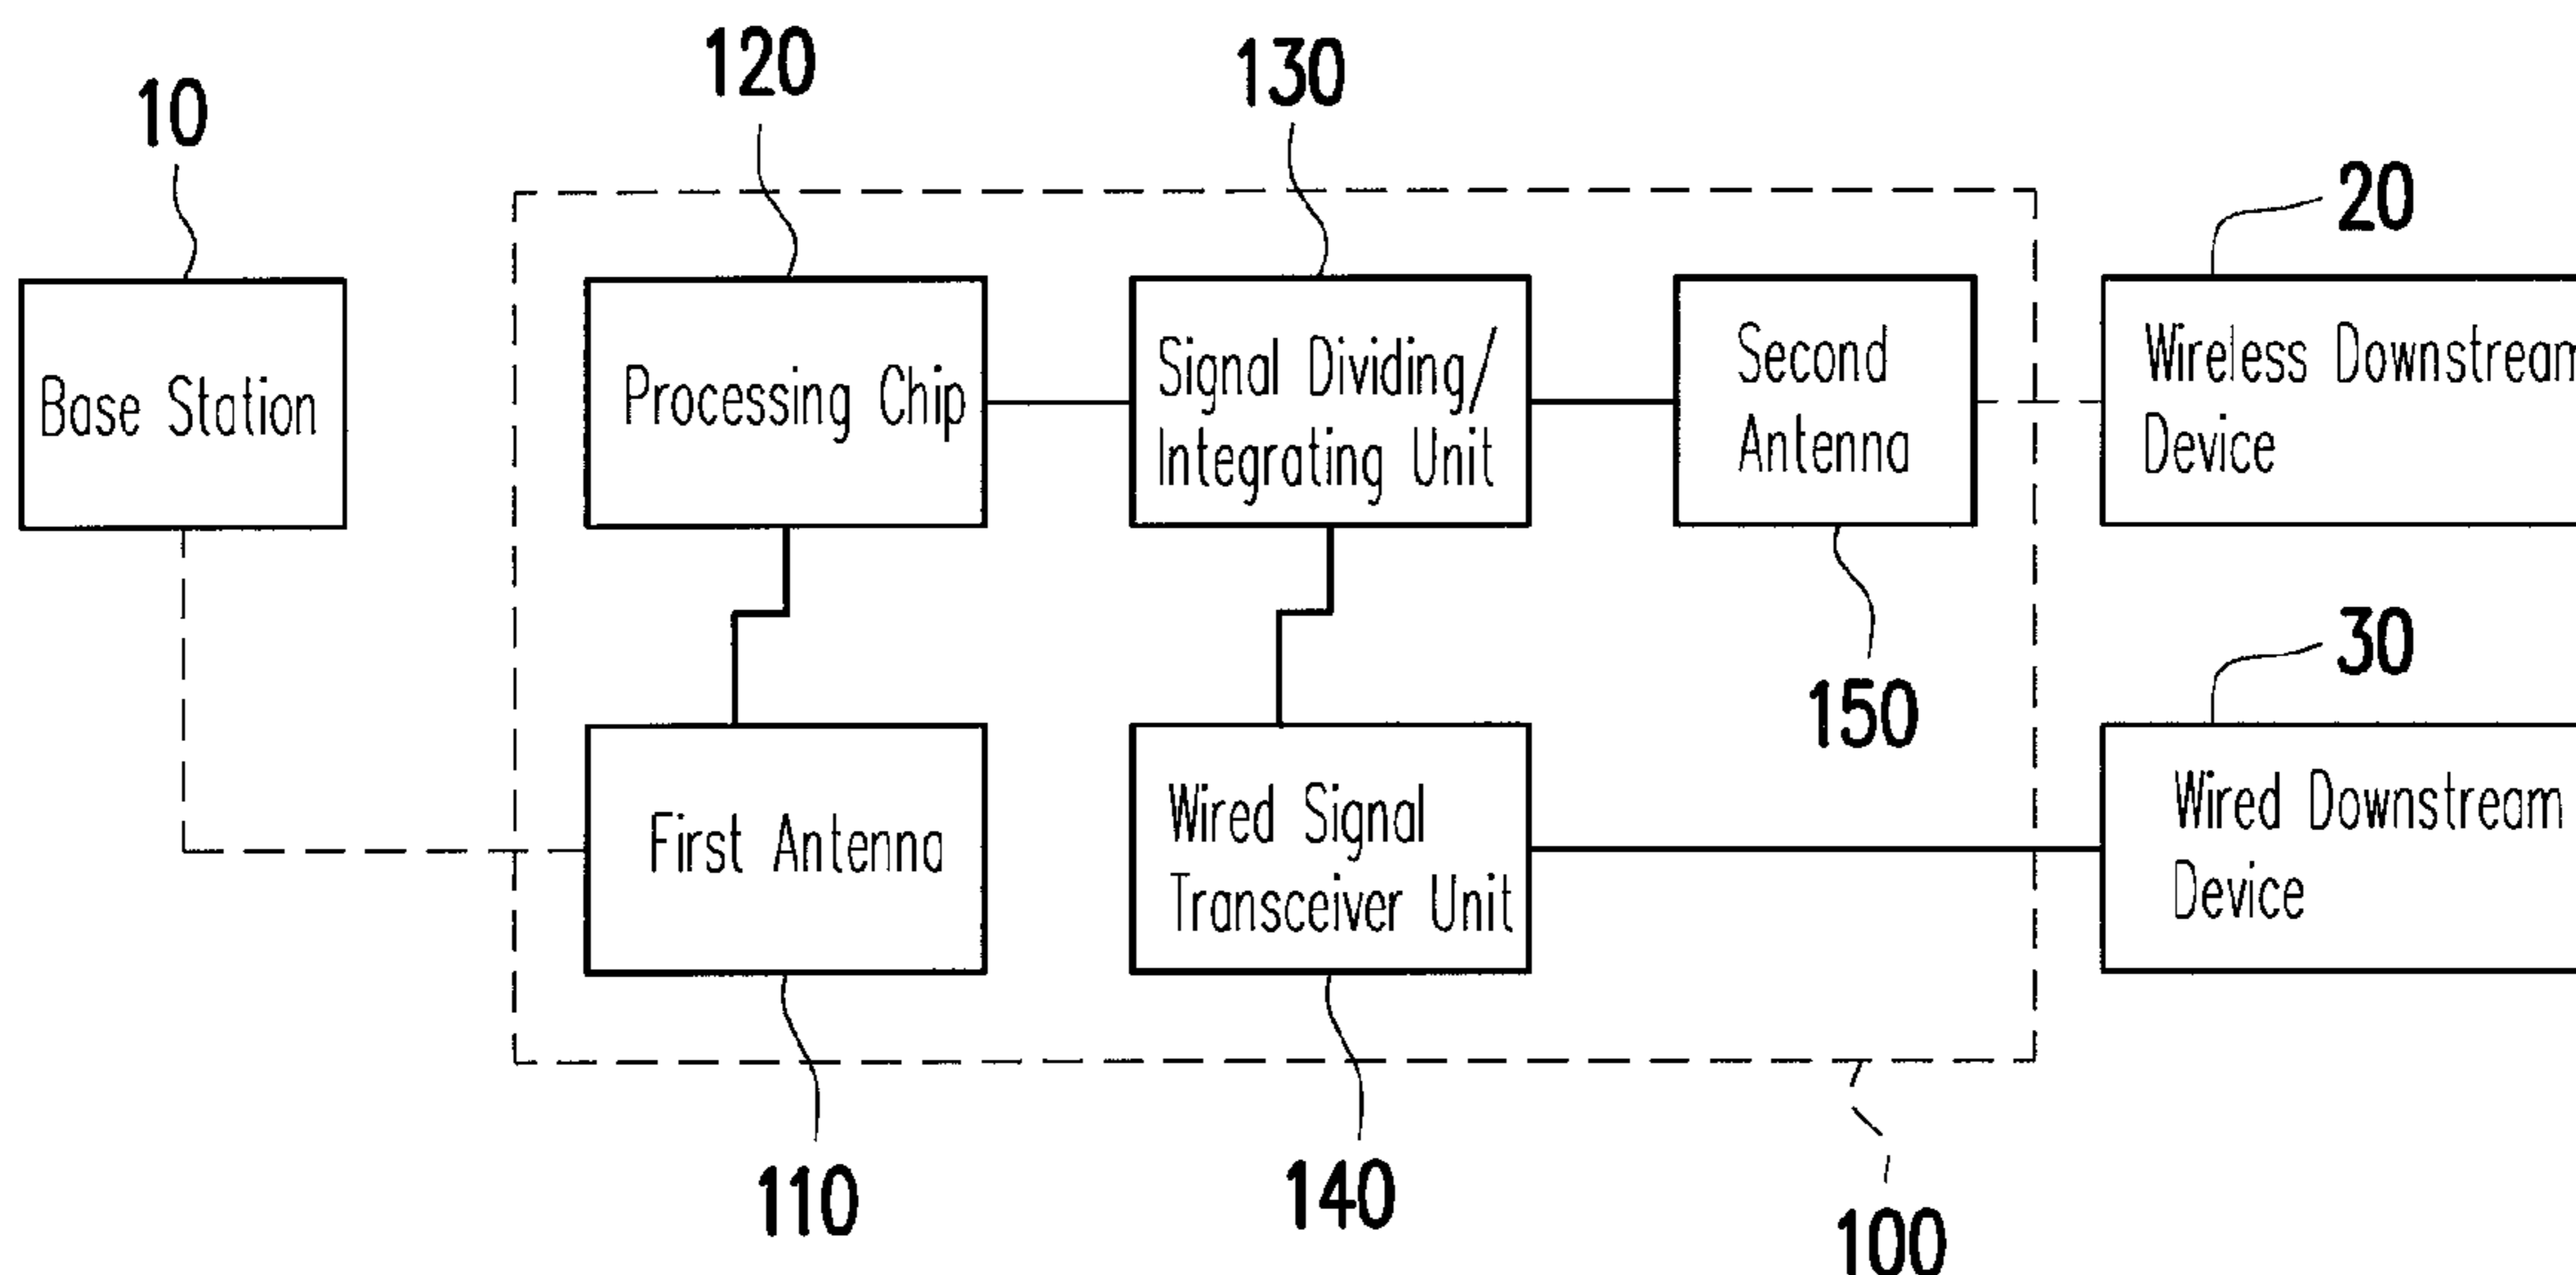 10
120
130
20
Base Station
Processing Chip
Signal Dividing/
Integrating Unit
Second
Antenna
Wireless Downstream
Device
150
30
First Antenna
Wired Signal
Transceiver Unit
Wired Downstream
Device
110
140
100